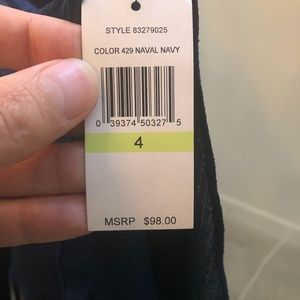 STYLE 83279025
COLOR 429 NAVAL NAVY
0 39374 50327 5
4
MSRP $98.00